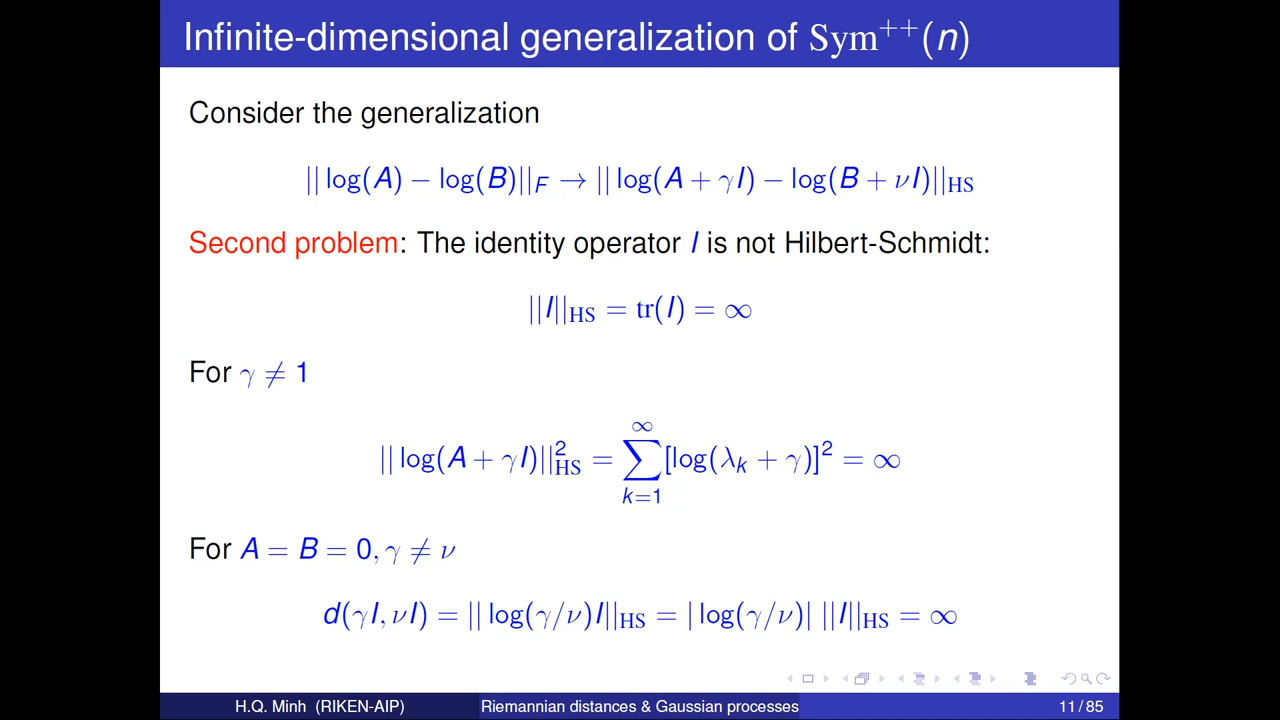 Infinite-dimensional generalization of Sym⁺⁺(n)
Consider the generalization
|| log(A) − log(B)||_F → || log(A + γI) − log(B + νI)||_HS
Second problem: The identity operator I is not Hilbert-Schmidt:
||I||_HS = tr(I) = ∞
For γ ≠ 1
|| log(A + γI)||²_HS = ∑_{k=1}^{∞} [log(λ_k + γ)]² = ∞
For A = B = 0, γ ≠ ν
d(γI, νI) = || log(γ/ν)I||_HS = | log(γ/ν)| ||I||_HS = ∞
H.Q. Minh (RIKEN-AIP) Riemannian distances & Gaussian processes 11 / 85